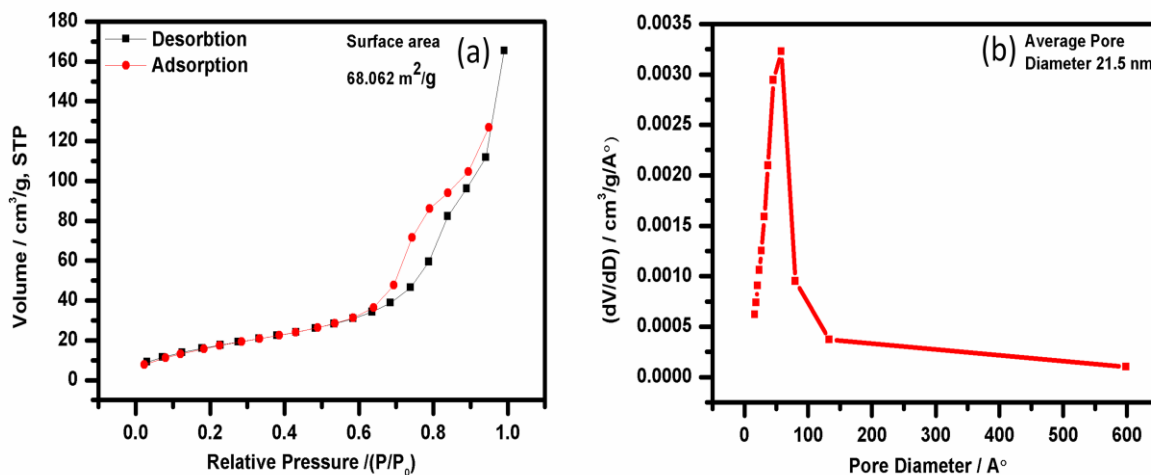 180
160
140
120
100
80
60
40
20
0
Volume / cm³/g, STP
Desorbtion
Adsorption
Surface area
68.062 m²/g
(a)
0.0 0.2 0.4 0.6 0.8 1.0
Relative Pressure /(P/P₀)
0.0035
0.0030
0.0025
0.0020
0.0015
0.0010
0.0005
0.0000
(dV/dD) / cm³/g/A°)
(b)
Average Pore
Diameter 21.5 nm
0 100 200 300 400 500 600
Pore Diameter / A°